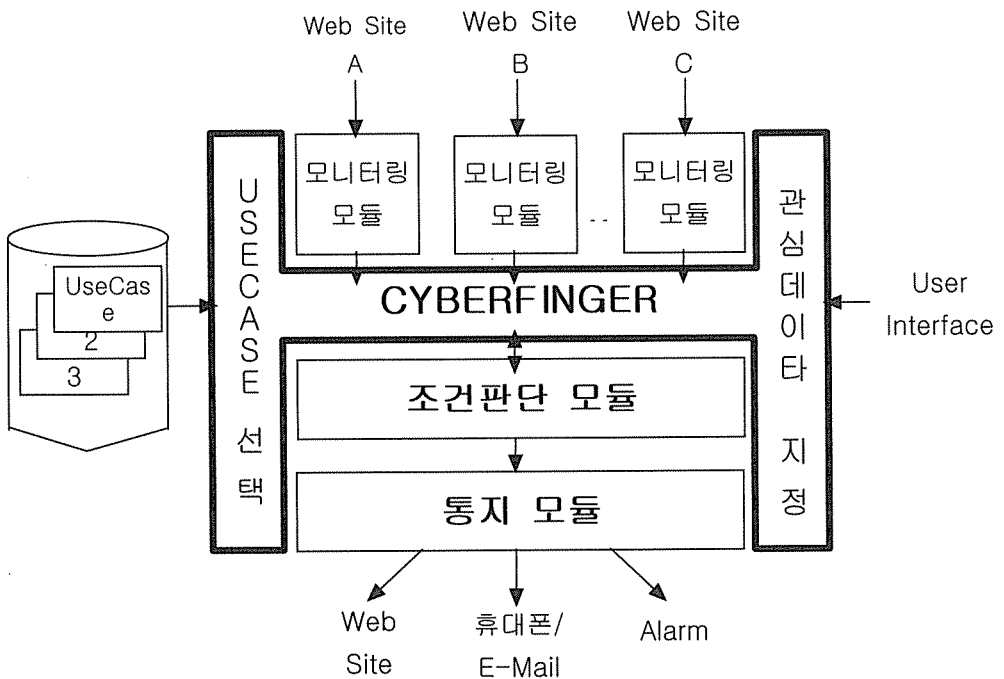 Web Site
A
Web Site
B
Web Site
C
모니터링
모듈
모니터링
모듈
--
모니터링
모듈
USECASE 선택
관심데이타 지정
UseCas
e
2
3
CYBERFINGER
User
Interface
조건판단 모듈
통지 모듈
Web
Site
휴대폰/
E-Mail
Alarm